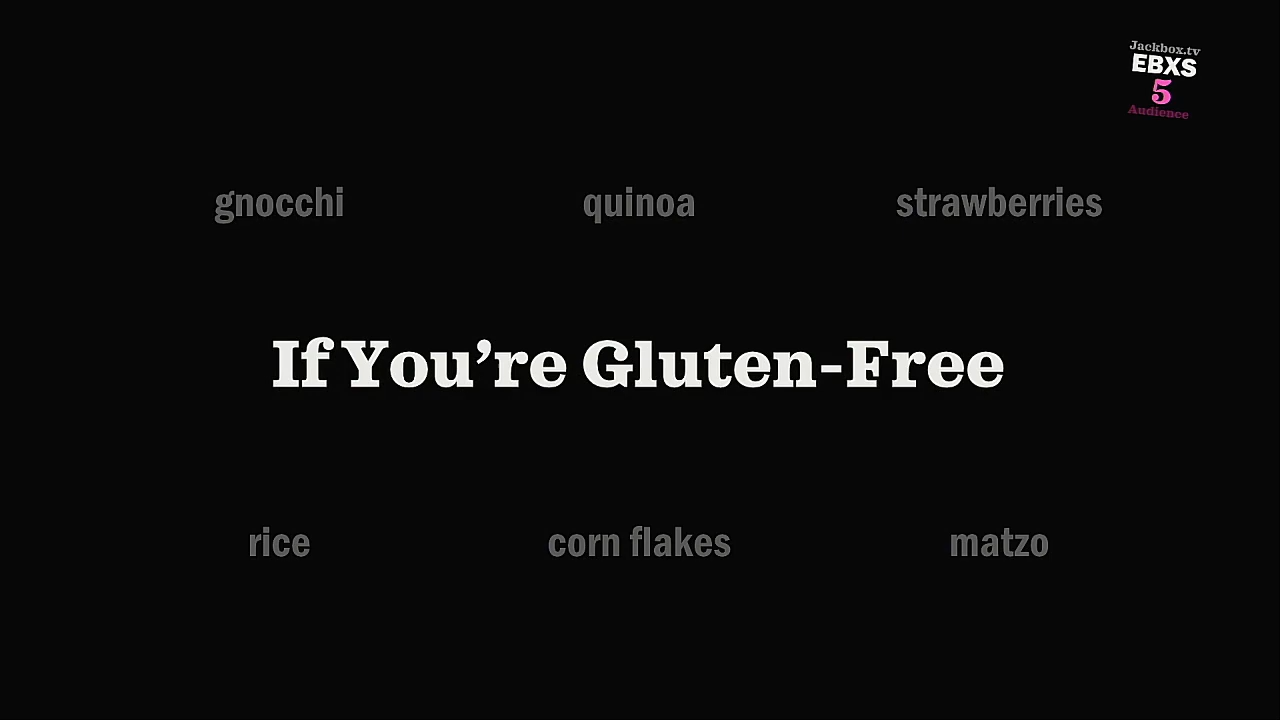 Jackbox.tv
EBXS
5
Audience
gnocchi quinoa strawberries
If You're Gluten-Free
rice corn flakes matzo